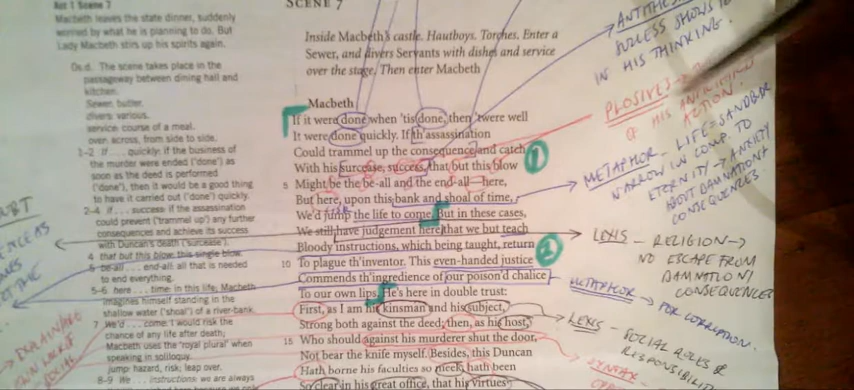 Act 1 Scene 7
Macbeth leaves the state dinner, suddenly
worried by what he is planning to do. But
Lady Macbeth stirs up his spirits again.
0s.d. The scene takes place in the
passageway between dining hall and
kitchen.
Sewer: butler.
divers: various.
service: course of a meal.
over: across, from side to side.
1–2 If . . . quickly: if the business of
the murder were ended ('done') as
soon as the deed is performed
('done'), then it would be a good thing
to have it carried out ('done') quickly.
2–4 if . . . success: if the assassination
could prevent ('trammel up') any further
consequences and achieve its success
with Duncan's death ('surcease').
4 that but this blow: this single blow.
5 be-all . . . end-all: all that is needed
to end everything.
5–6 here . . . time: in this life; Macbeth
imagines himself standing in the
shallow water ('shoal') of a river-bank.
7 We'd . . . come: I would risk the
chance of any life after death;
Macbeth uses the 'royal plural' when
speaking in soliloquy.
jump: hazard, risk; leap over.
8–9 We . . . instructions: we are always
SCENE 7
Inside Macbeth's castle. Hautboys. Torches. Enter a
Sewer, and divers Servants with dishes and service
over the stage. Then enter Macbeth
Macbeth
If it were done when 'tis done, then 'twere well
It were done quickly. If th'assassination
Could trammel up the consequence and catch
With his surcease, success, that but this blow
5 Might be the be-all and the end-all—here,
But here, upon this bank and shoal of time,
We'd jump the life to come. But in these cases,
We still have judgement here that we but teach
Bloody instructions, which being taught, return
10 To plague th'inventor. This even-handed justice
Commends th'ingredience of our poison'd chalice
To our own lips. He's here in double trust:
First, as I am his kinsman and his subject,
Strong both against the deed; then, as his host,
15 Who should against his murderer shut the door,
Not bear the knife myself. Besides, this Duncan
Hath borne his faculties so meek, hath been
So clear in his great office, that his virtues
1
2
IN HIS THINKING.
PLOSIVES →
ACTION.
METAPHOR - LIFE = SANDBAR
NARROW IN COMP. TO
ETERNITY → ANXIETY
ABOUT DAMNATION &
CONSEQUENCES.
LEXIS - RELIGION →
NO ESCAPE FROM
DAMNATION/
CONSEQUENCES
METAPHOR → FOR CORRUPTION.
LEXIS - SOCIAL ROLES &
RESPONSIBILITY
SYNTAX -